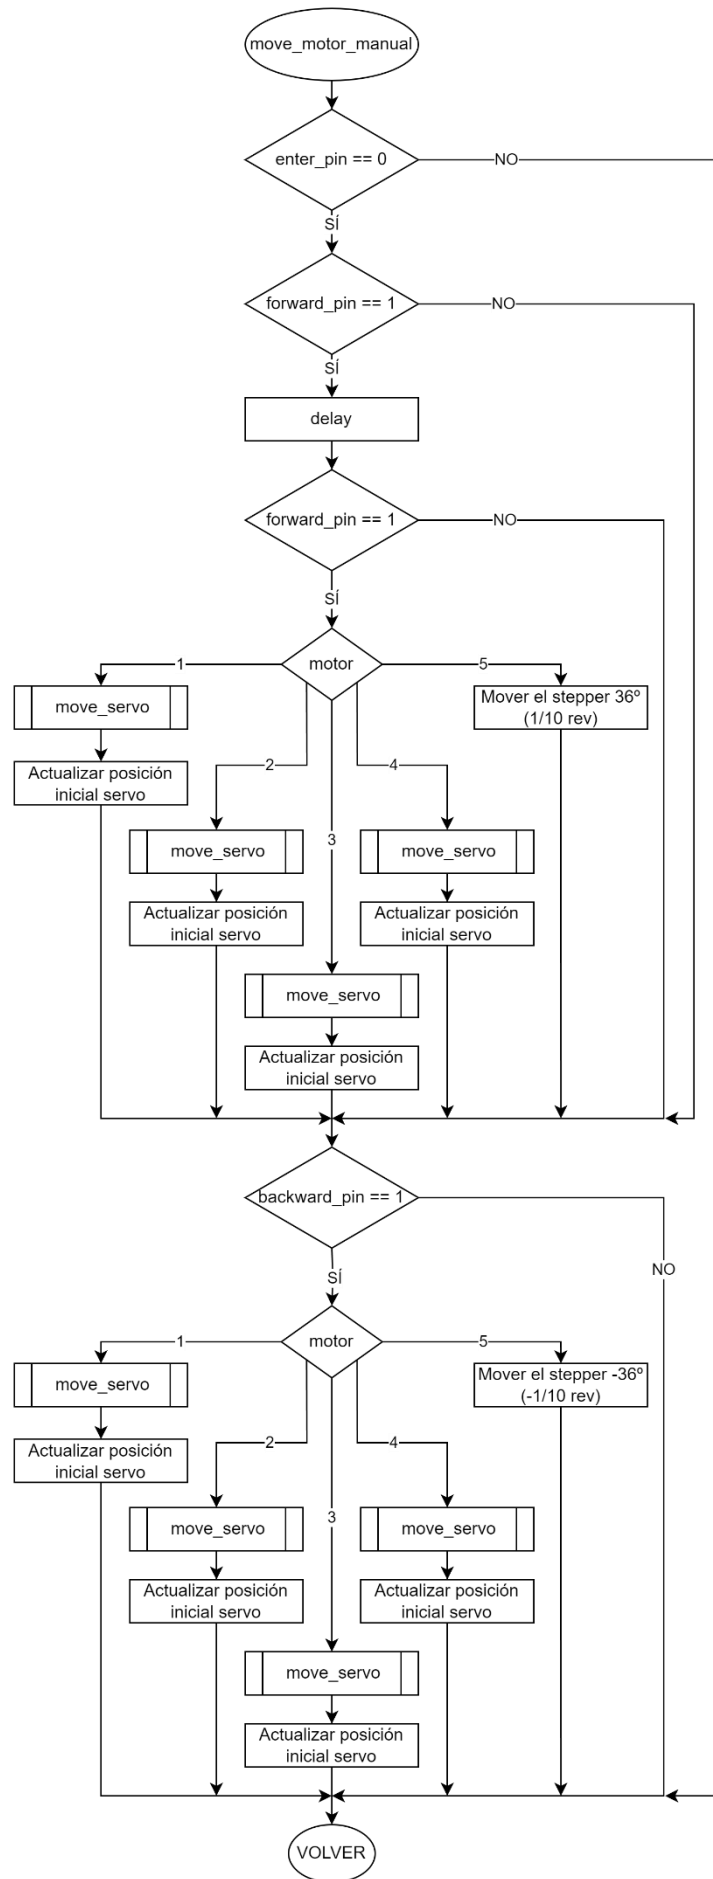 move_motor_manual
enter_pin == 0
NO
SÍ
forward_pin == 1
NO
SÍ
delay
forward_pin == 1
NO
SÍ
1
motor
5
move_servo
Mover el stepper 36º
(1/10 rev)
Actualizar posición
inicial servo
2
4
move_servo
3
move_servo
Actualizar posición
inicial servo
Actualizar posición
inicial servo
move_servo
Actualizar posición
inicial servo
backward_pin == 1
NO
SÍ
1
motor
5
move_servo
Mover el stepper -36º
(-1/10 rev)
Actualizar posición
inicial servo
2
4
move_servo
3
move_servo
Actualizar posición
inicial servo
Actualizar posición
inicial servo
move_servo
Actualizar posición
inicial servo
VOLVER